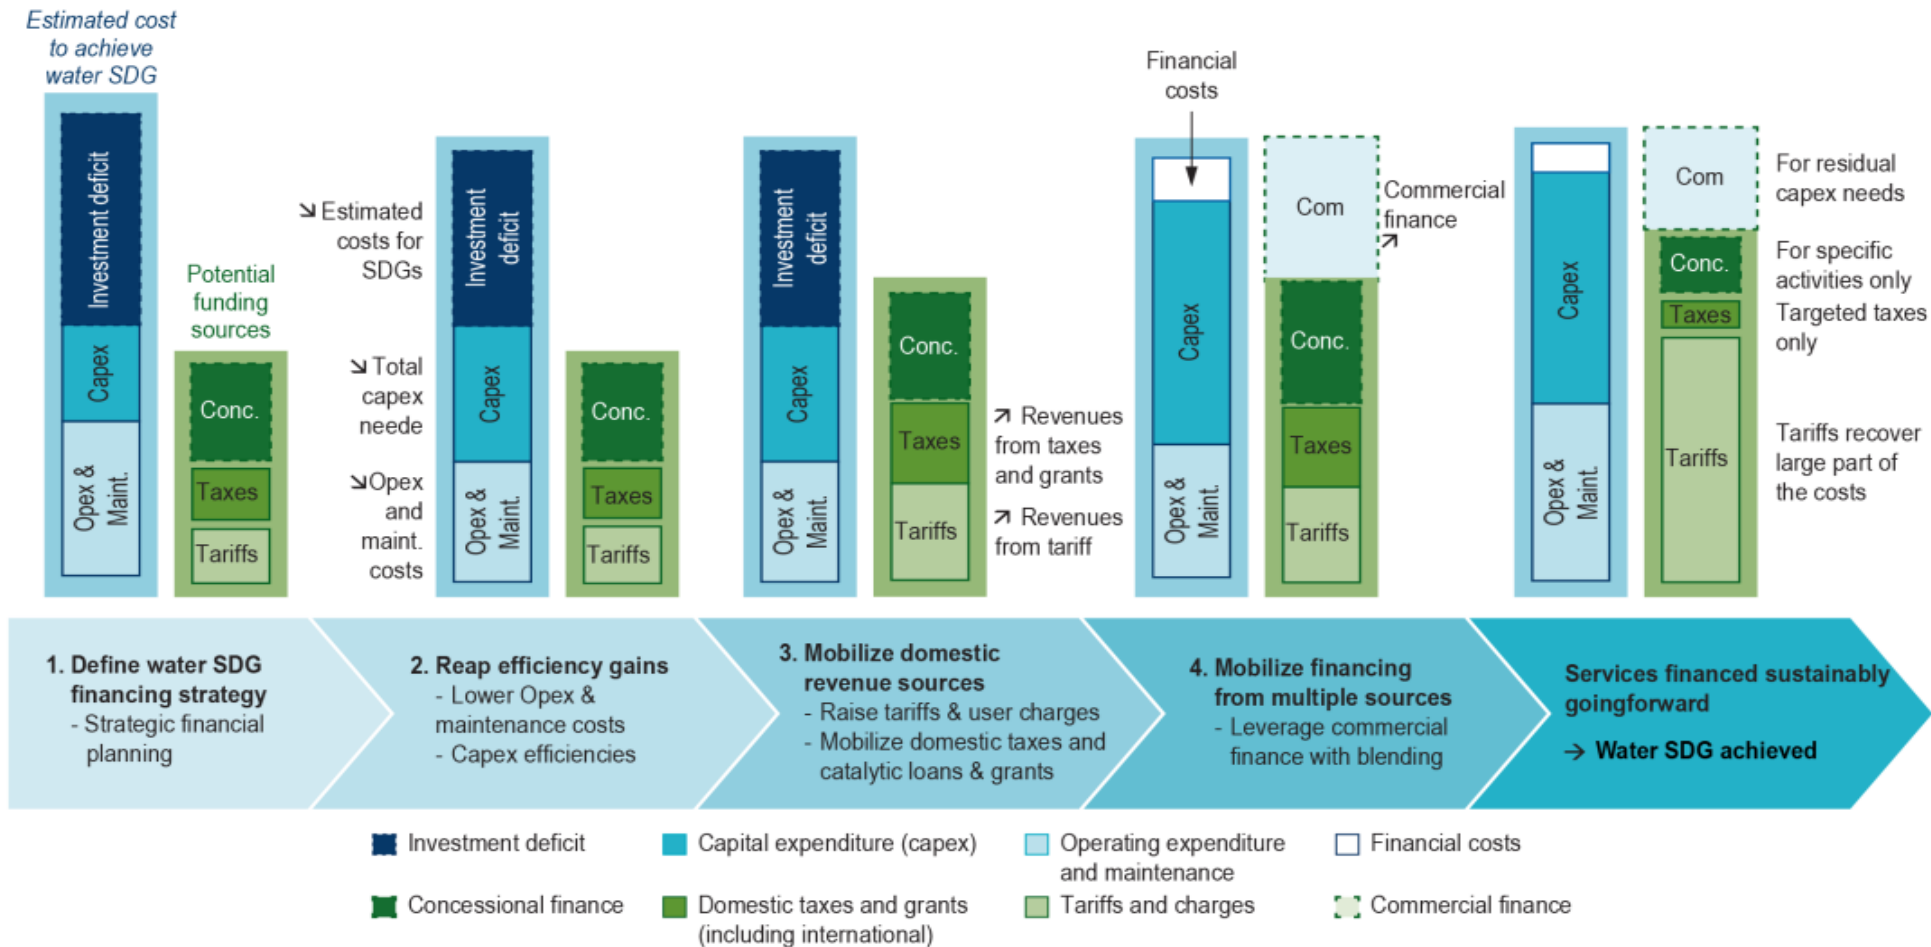 Estimated cost
to achieve
water SDG
Investment deficit
Capex
Opex &
Maint.
Potential
funding
sources
Conc.
Taxes
Tariffs
↘ Estimated
costs for
SDGs
↘ Total
capex
neede
↘Opex
and
maint.
costs
Investment
deficit
Capex
Opex &
Maint.
Conc.
Taxes
Tariffs
Investment
deficit
Capex
Opex &
Maint.
Conc.
Taxes
Tariffs
↗ Revenues
from taxes
and grants
↗ Revenues
from tariff
Financial
costs
Capex
Opex &
Maint.
Com
Conc.
Taxes
Tariffs
Commercial
finance
↗
Capex
Opex &
Maint.
Com
Conc.
Taxes
Tariffs
For residual
capex needs
For specific
activities only
Targeted taxes
only
Tariffs recover
large part of
the costs
1. Define water SDG
financing strategy
- Strategic financial
planning
2. Reap efficiency gains
- Lower Opex &
maintenance costs
- Capex efficiencies
3. Mobilize domestic
revenue sources
- Raise tariffs & user charges
- Mobilize domestic taxes and
catalytic loans & grants
4. Mobilize financing
from multiple sources
- Leverage commercial
finance with blending
Services financed sustainably
goingforward
→ Water SDG achieved
Investment deficit
Capital expenditure (capex)
Operating expenditure
and maintenance
Financial costs
Concessional finance
Domestic taxes and grants
(including international)
Tariffs and charges
Commercial finance